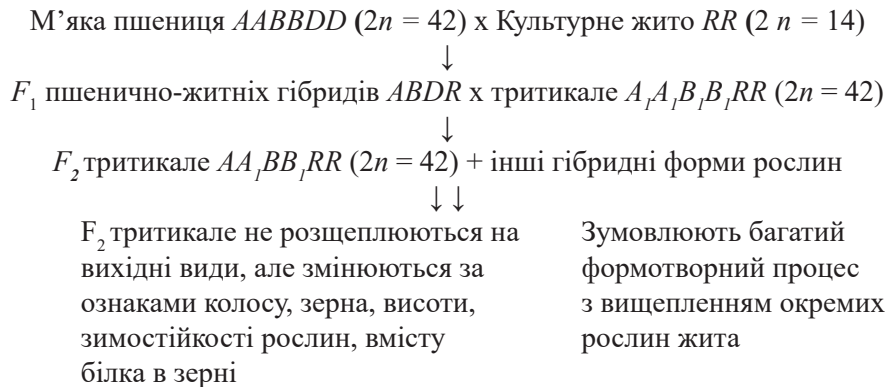 М’яка пшениця AABBDD (2n = 42) х Культурне жито RR (2 n = 14)
↓
F₁ пшенично-житніх гібридів ABDR х тритикале A₁A₁B₁B₁RR (2n = 42)
↓
F₂ тритикале AA₁BB₁RR (2n = 42) + інші гібридні форми рослин
↓ ↓
F₂ тритикале не розщеплюються на
вихідні види, але змінюються за
ознаками колосу, зерна, висоти,
зимостійкості рослин, вмісту
білка в зерні
Зумовлюють багатий
формотворний процес
з вищепленням окремих
рослин жита